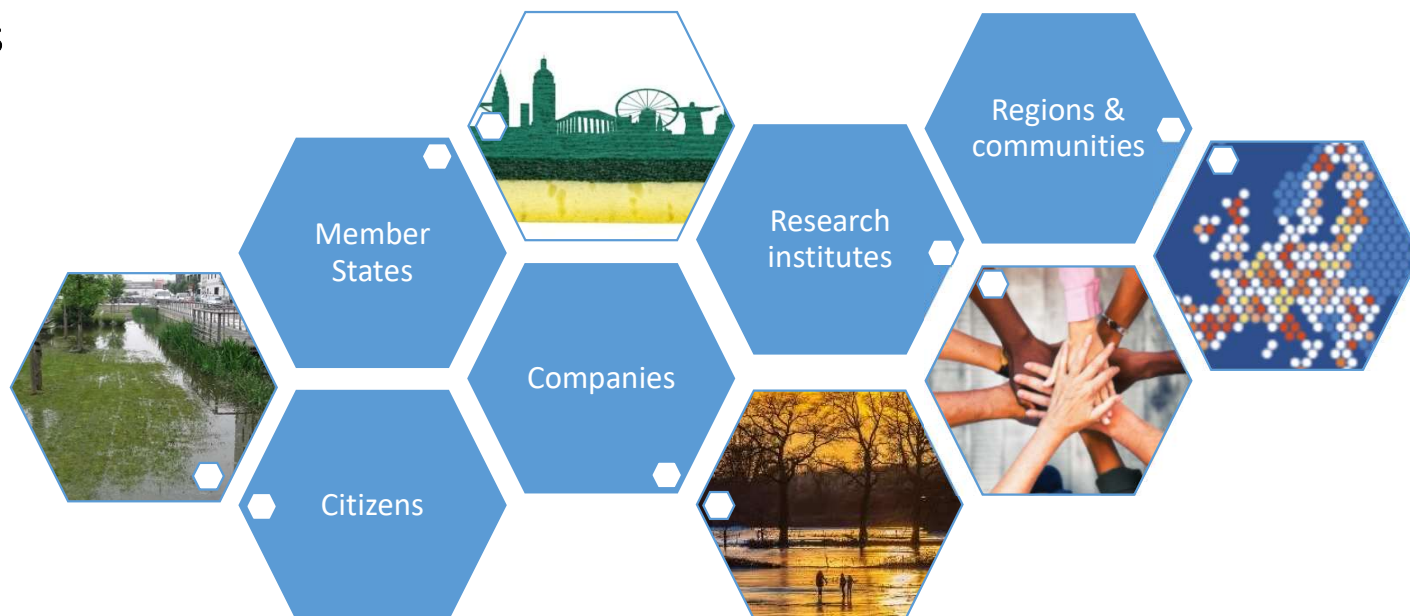 s
Member
States
Citizens
Companies
Research
institutes
Regions &
communities